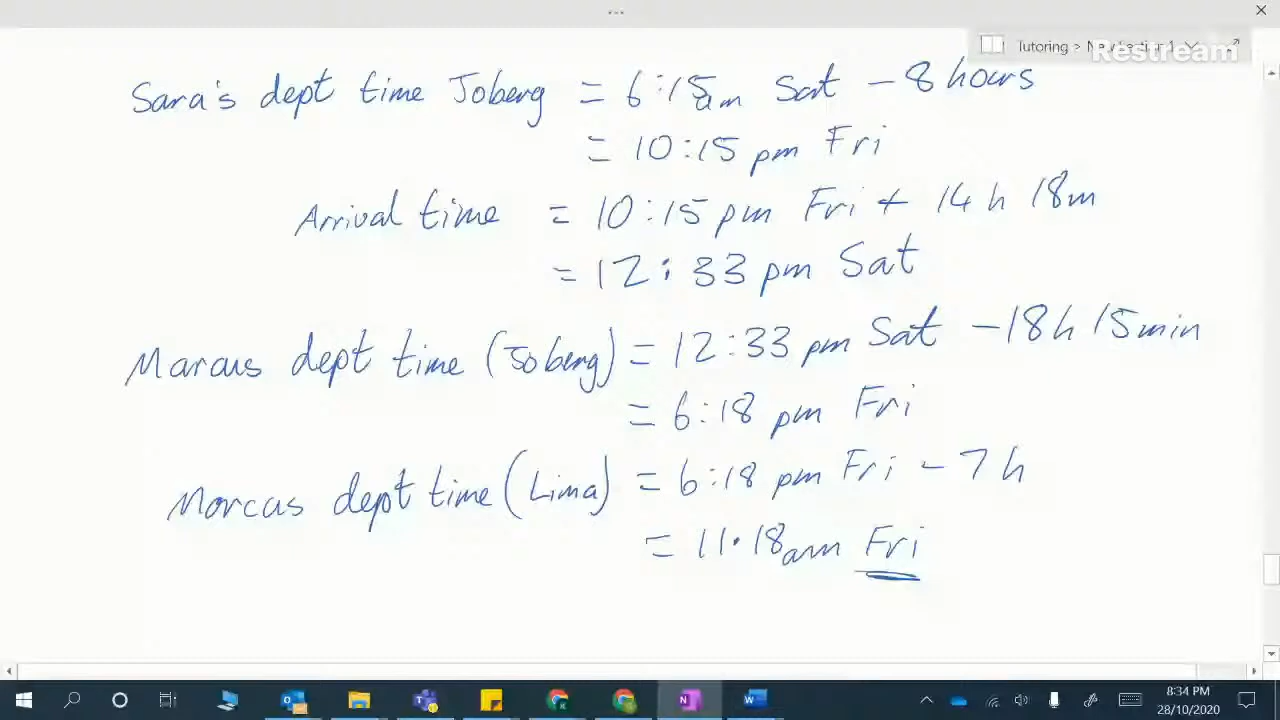 Tutoring >
Restream
Sara's dept time Joberg = 6:15am Sat - 8 hours
= 10:15 pm Fri
Arrival time = 10:15 pm Fri + 14 h 18m
= 12:33 pm Sat
Marcus dept time (Joberg) = 12:33 pm Sat - 18h 15min
= 6:18 pm Fri
Marcus dept time (Lima) = 6:18 pm Fri - 7 h
= 11.18am Fri
8:34 PM
28/10/2020